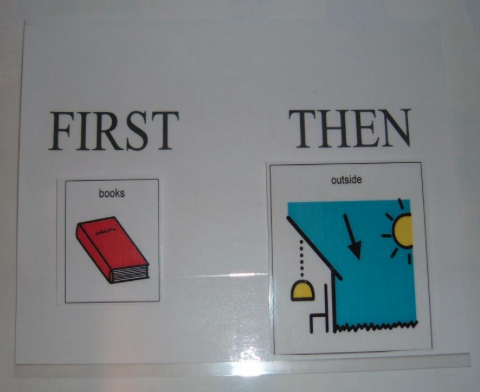 FIRST
THEN
books
outside